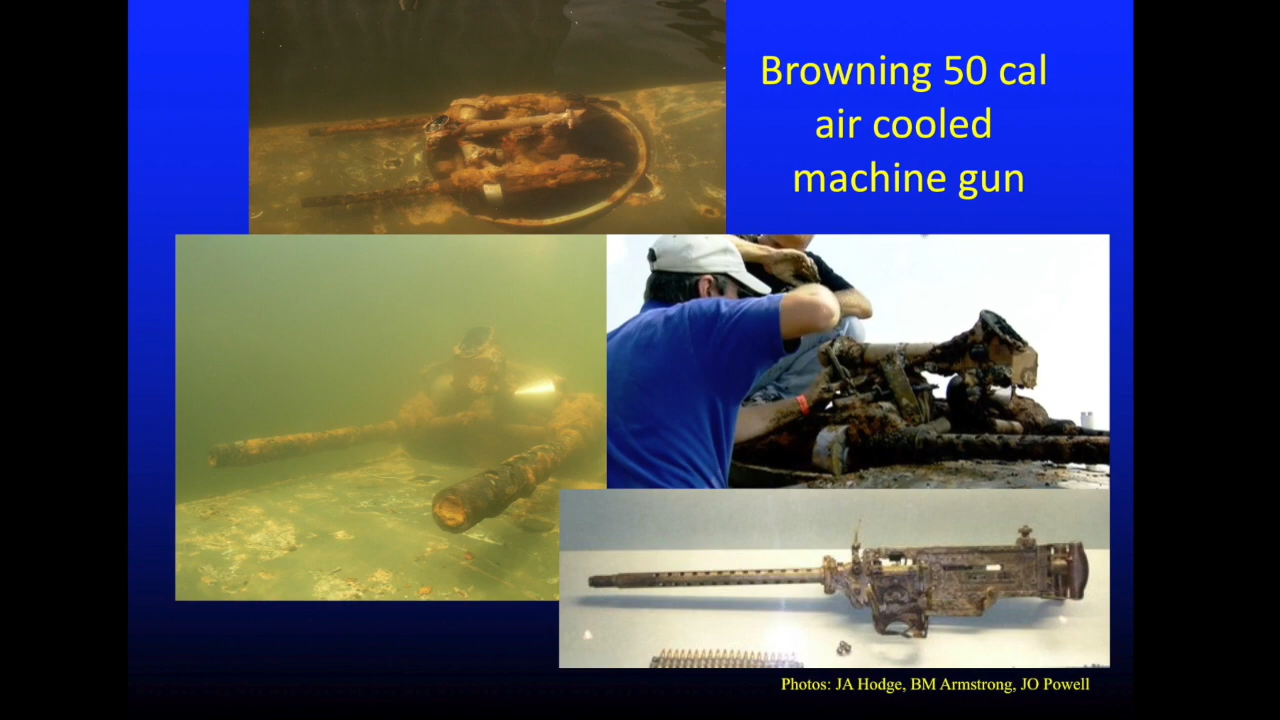 Browning 50 cal
air cooled
machine gun
Photos: JA Hodge, BM Armstrong, JO Powell